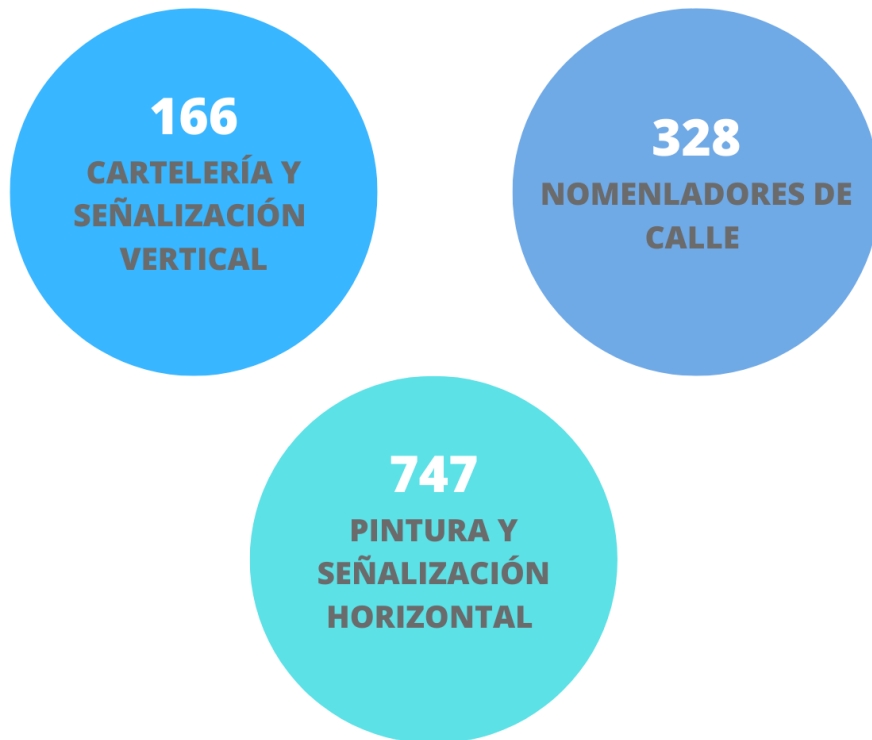 166
CARTELERÍA Y
SEÑALIZACIÓN
VERTICAL
328
NOMENLADORES DE
CALLE
747
PINTURA Y
SEÑALIZACIÓN
HORIZONTAL